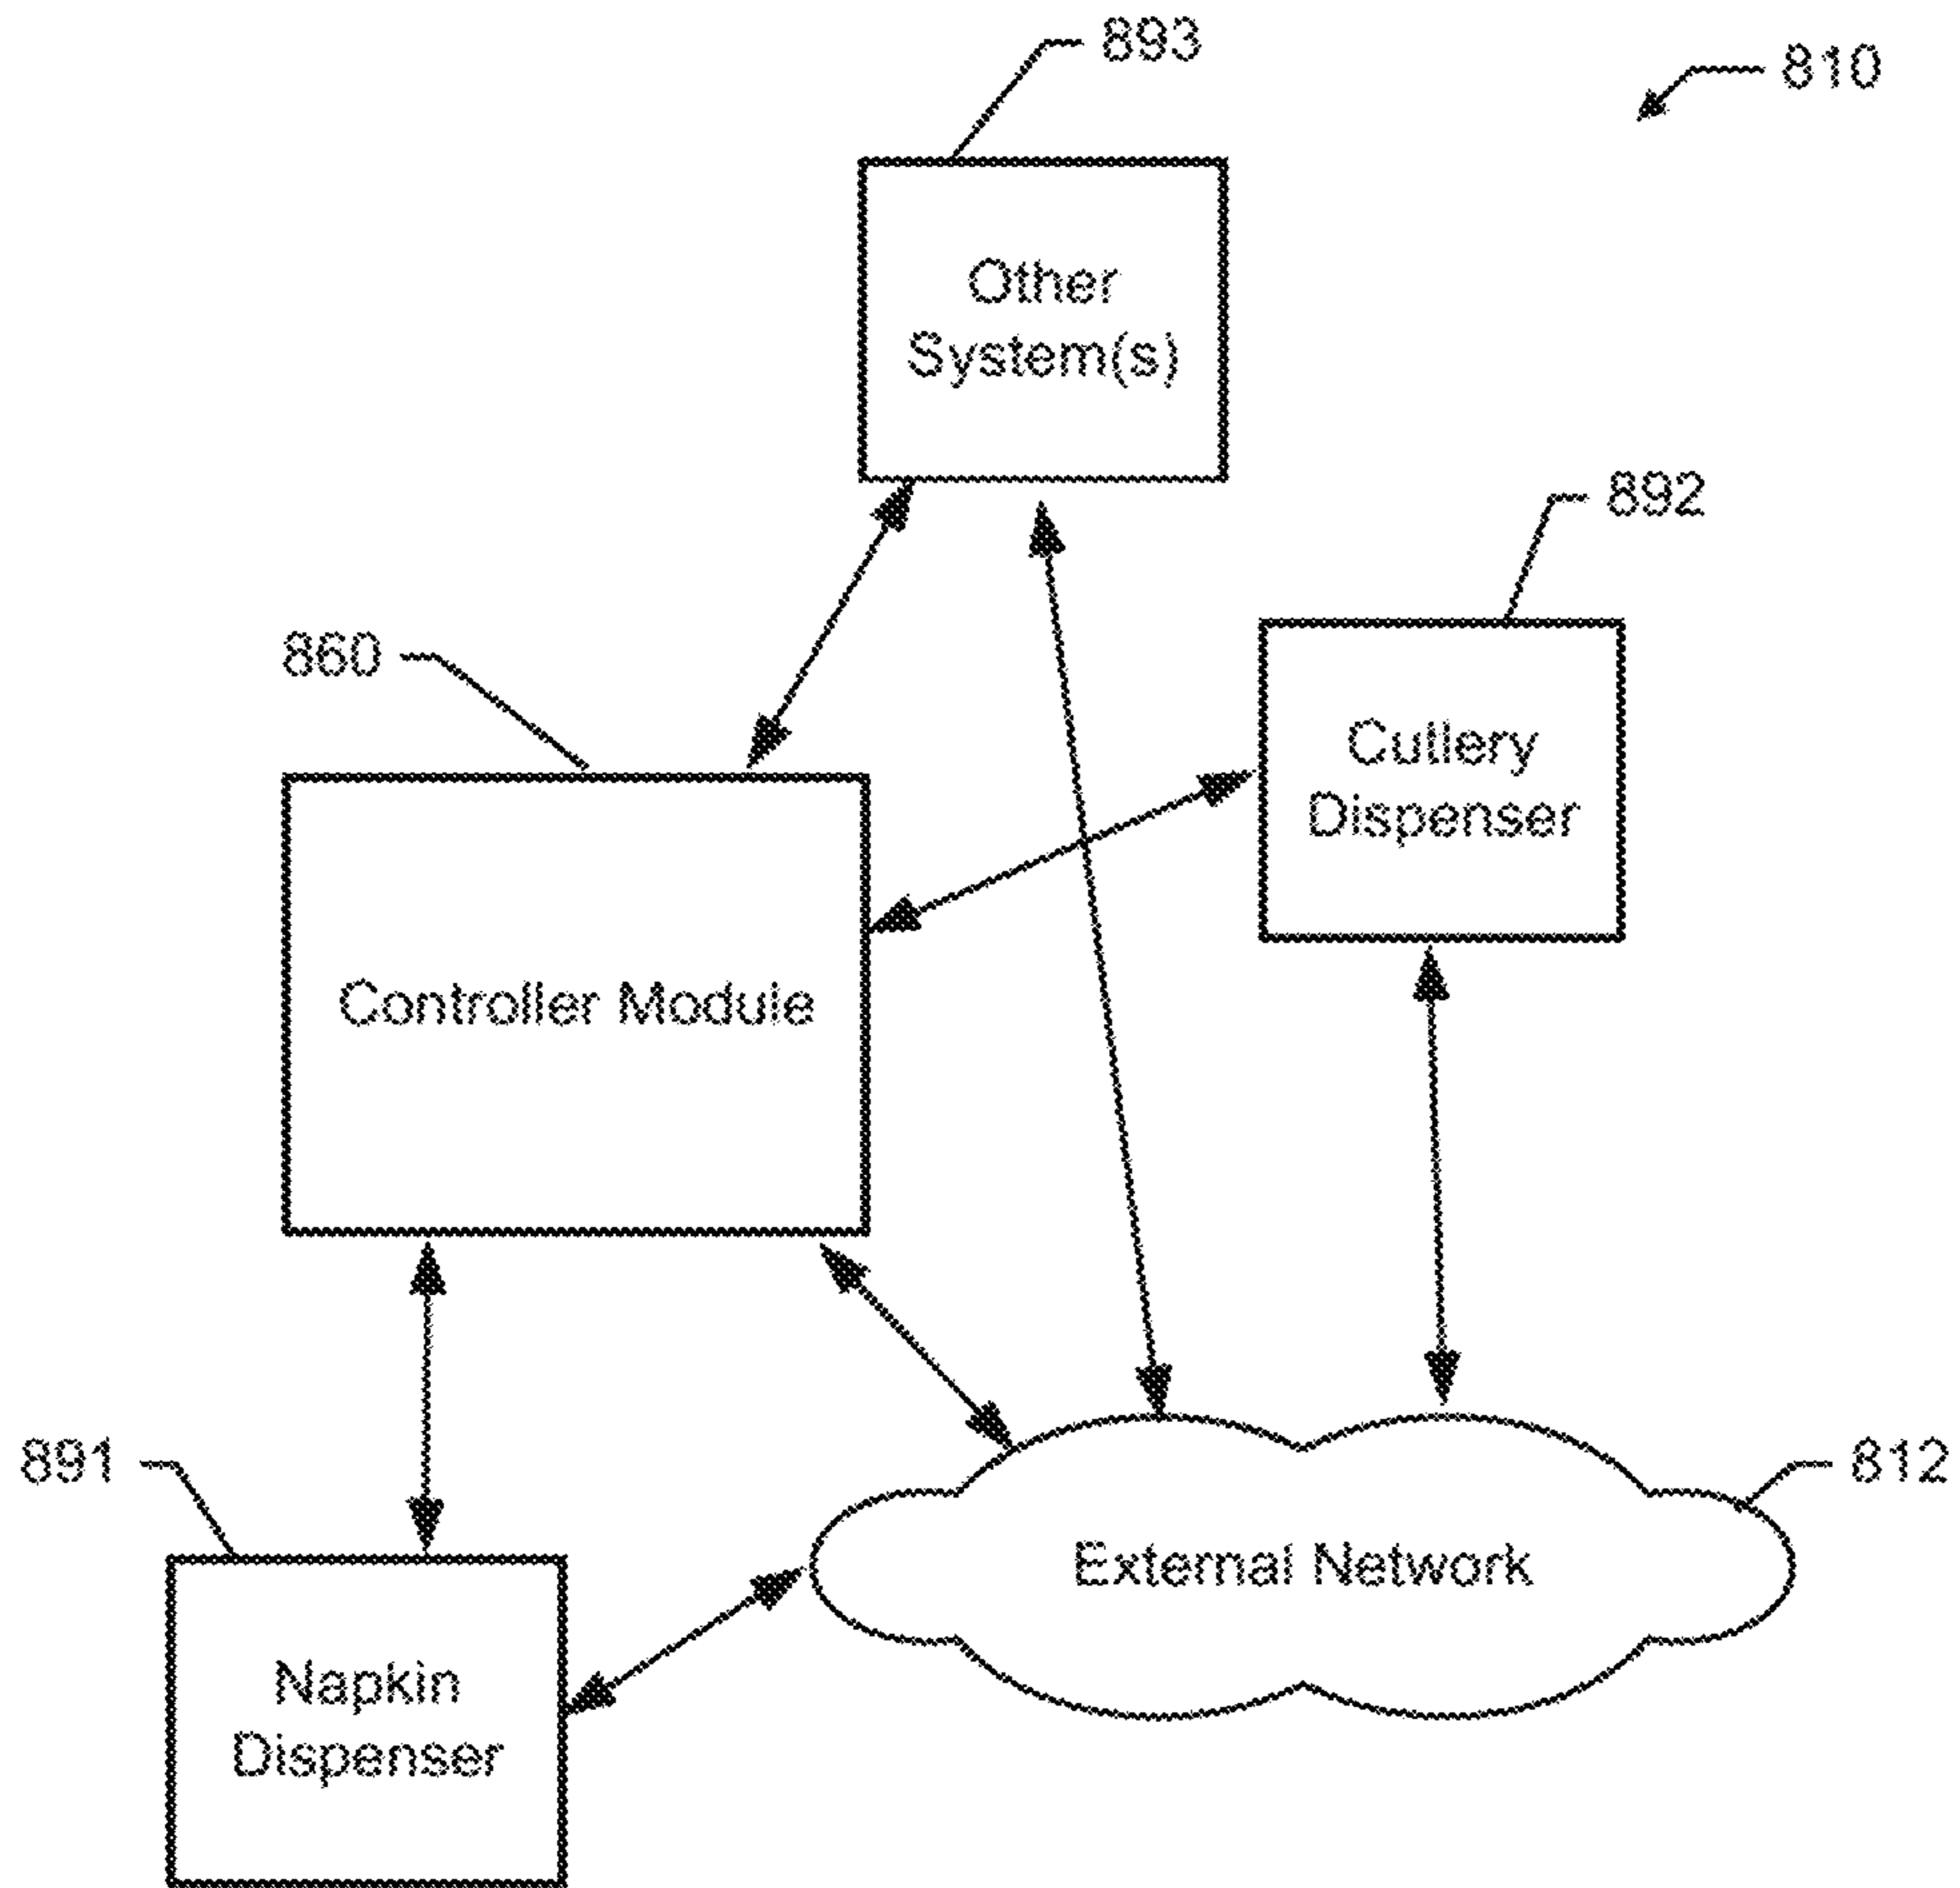 893
810
Other
System(s)
892
860
Cutlery
Dispenser
Controller Module
891
812
External Network
Napkin
Dispenser